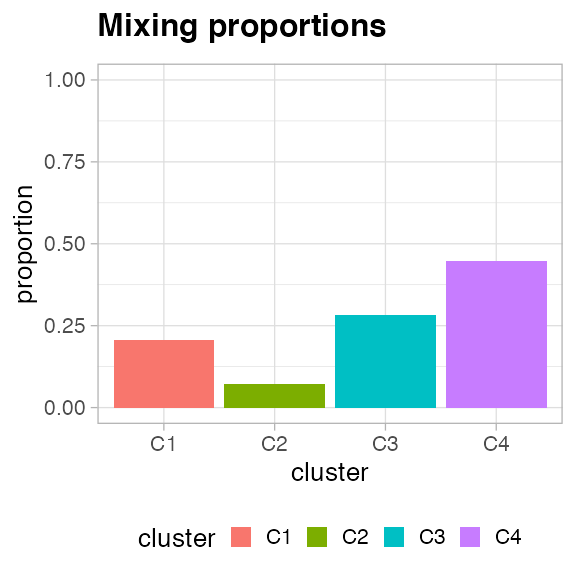 Mixing proportions
1.00
0.75
0.50
0.25
0.00
proportion
C1 C2 C3 C4
cluster
cluster C1 C2 C3 C4